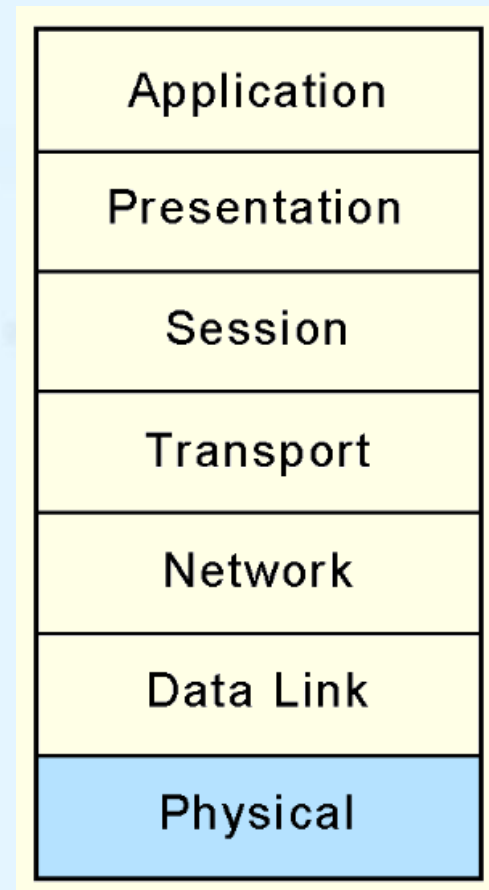 Application
Presentation
Session
Transport
Network
Data Link
Physical